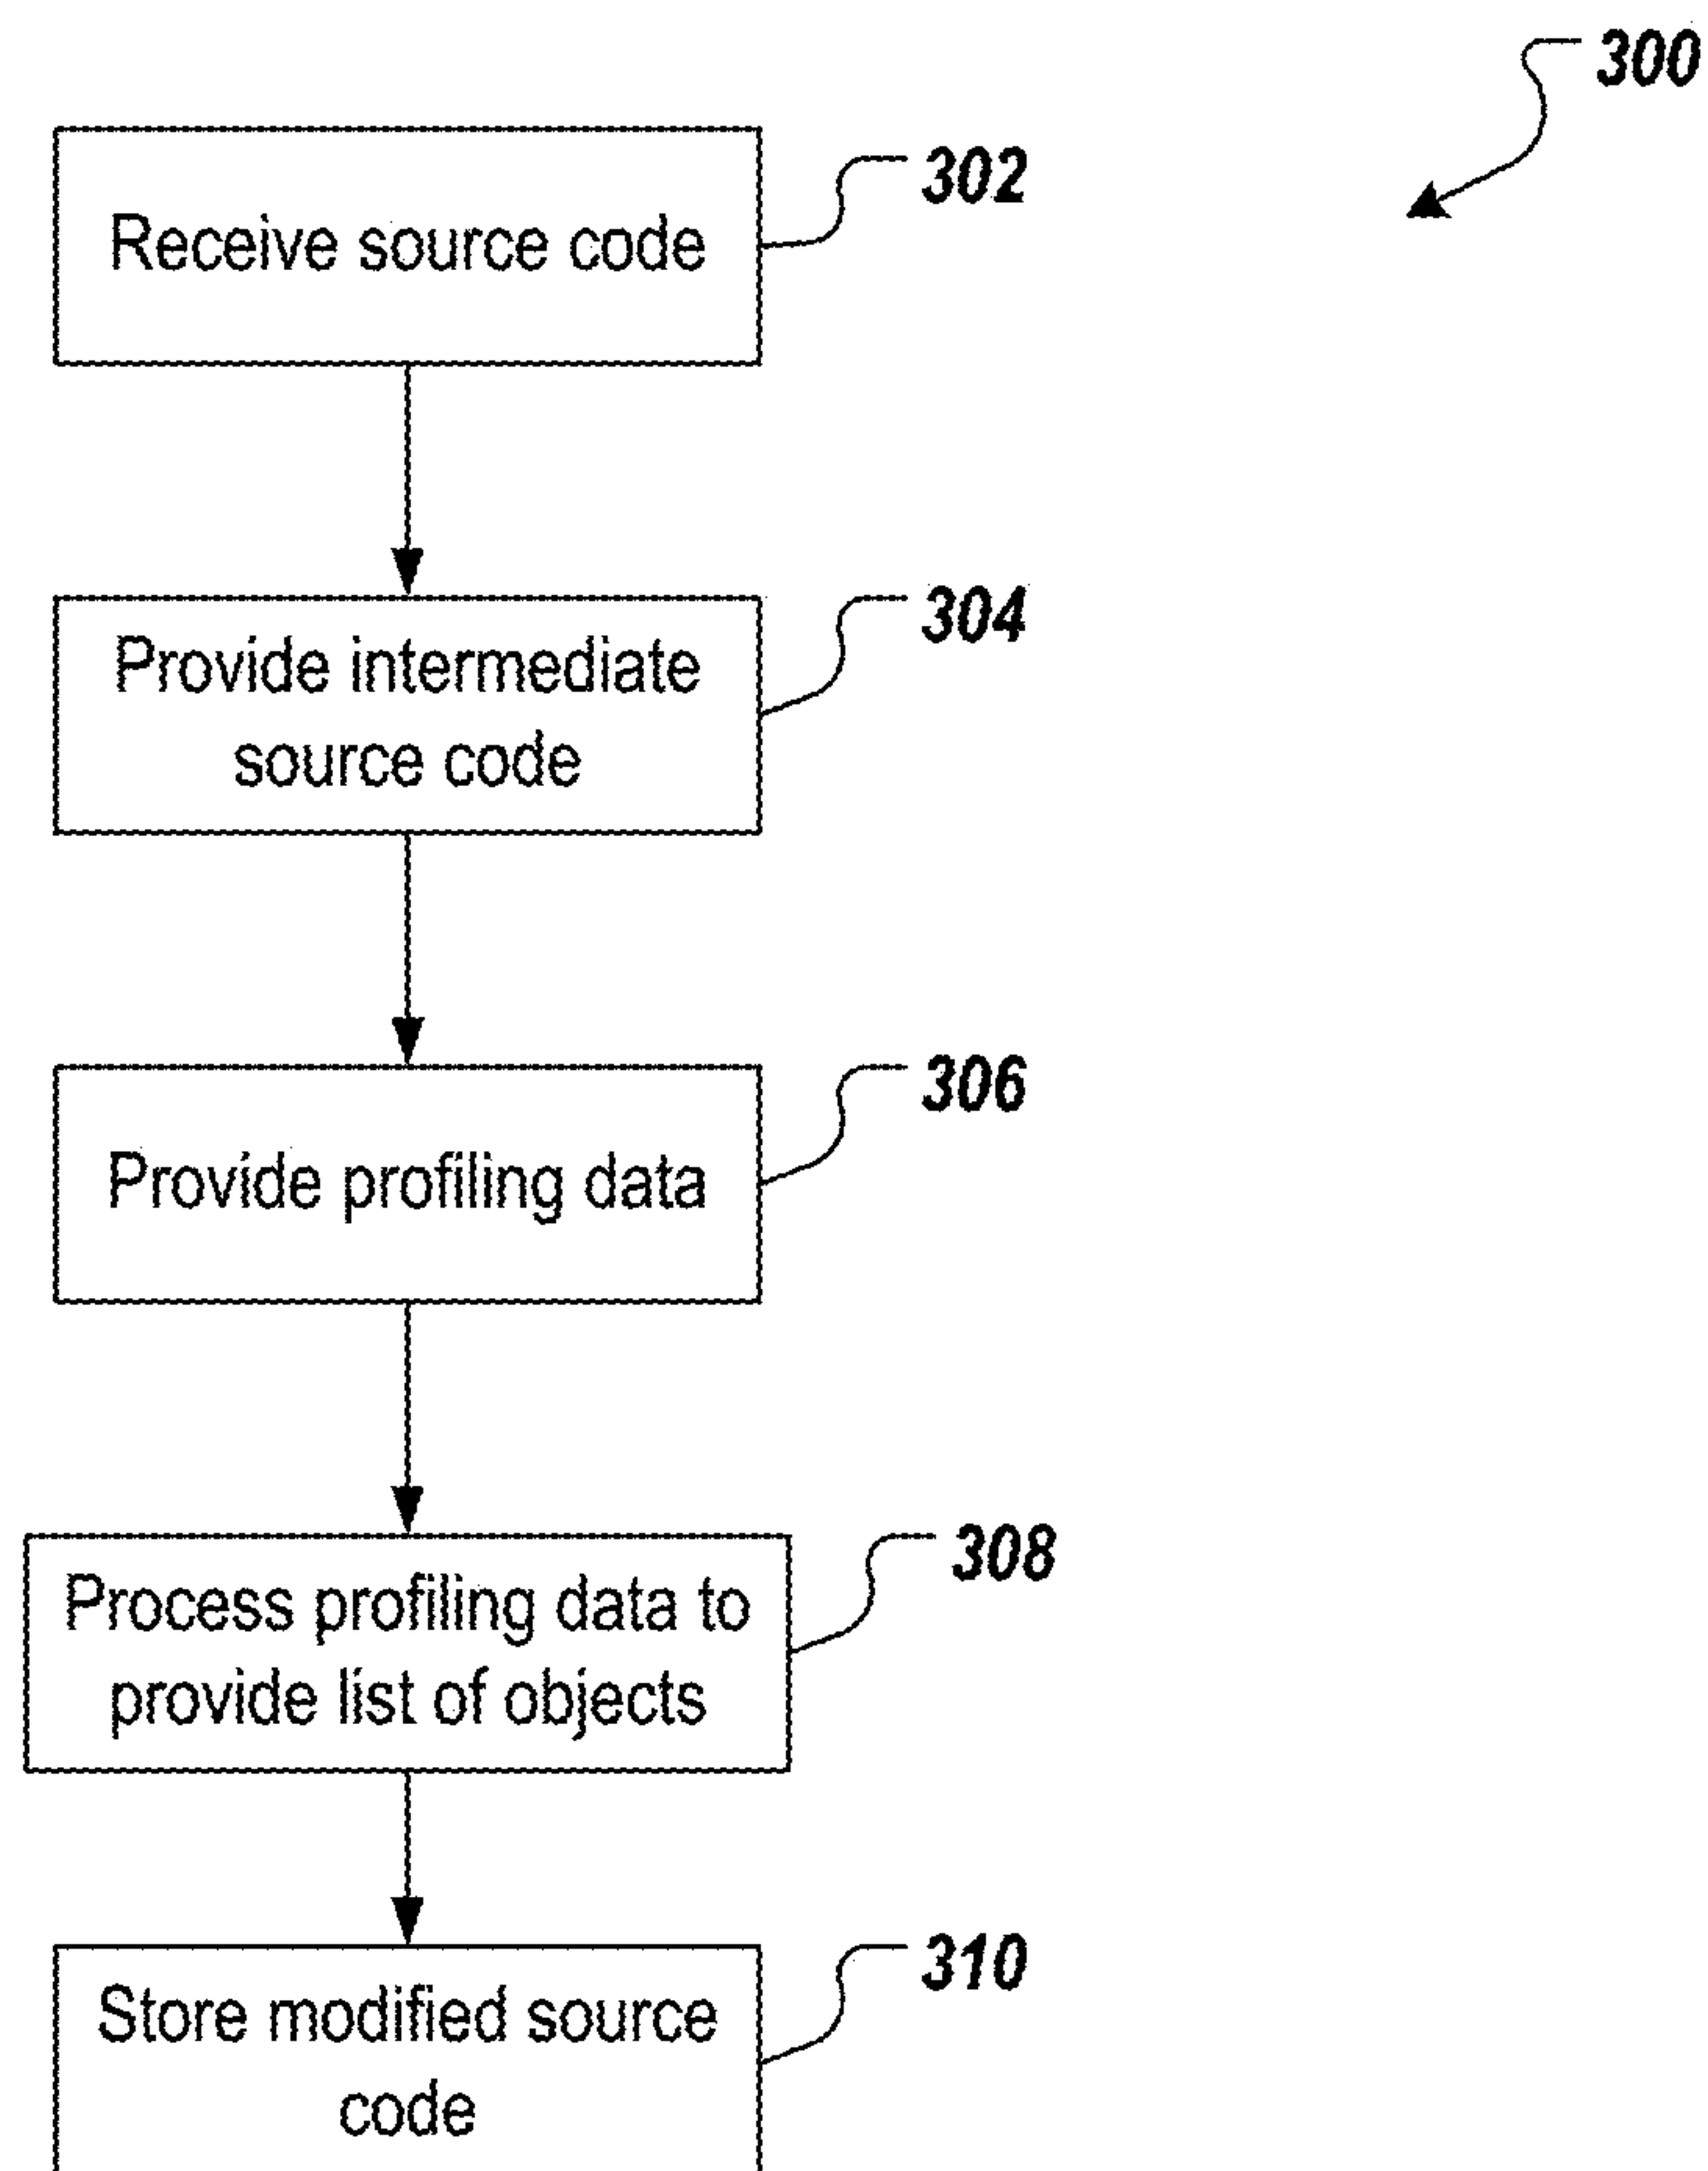 300
302
Receive source code
304
Provide intermediate
source code
306
Provide profiling data
308
Process profiling data to
provide list of objects
310
Store modified source
code